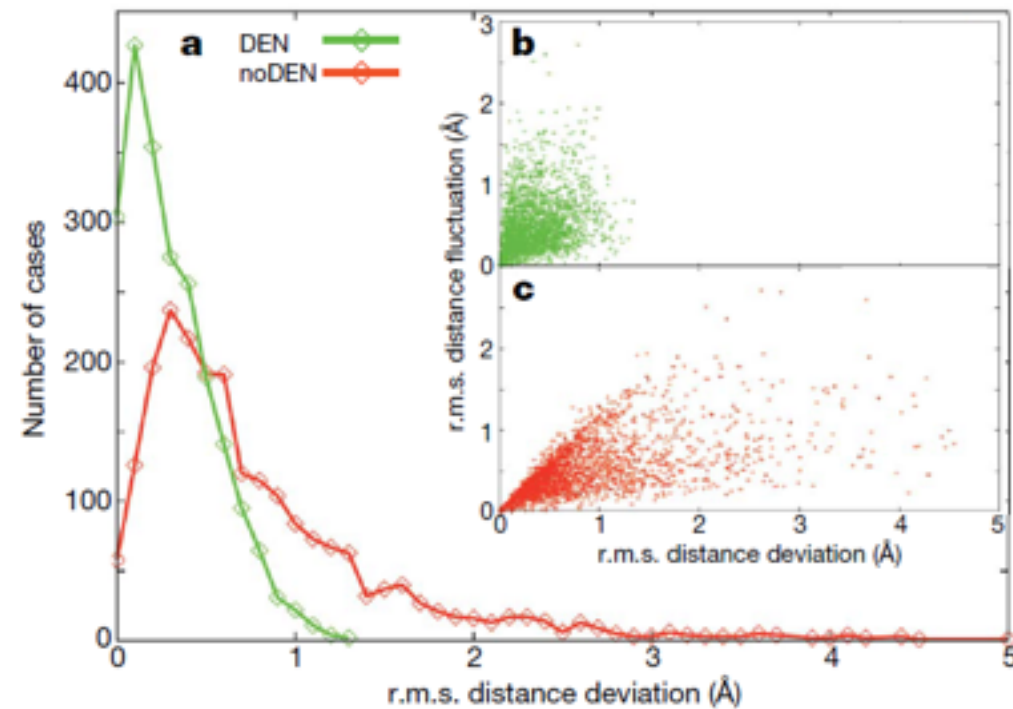 a DEN
noDEN
b
3
2
1
0
c
2
1
0
0 1 2 3 4 5
r.m.s. distance deviation (Å)
r.m.s. distance fluctuation (Å)
400
300
200
100
0
0 1 2 3 4 5
r.m.s. distance deviation (Å)
Number of cases